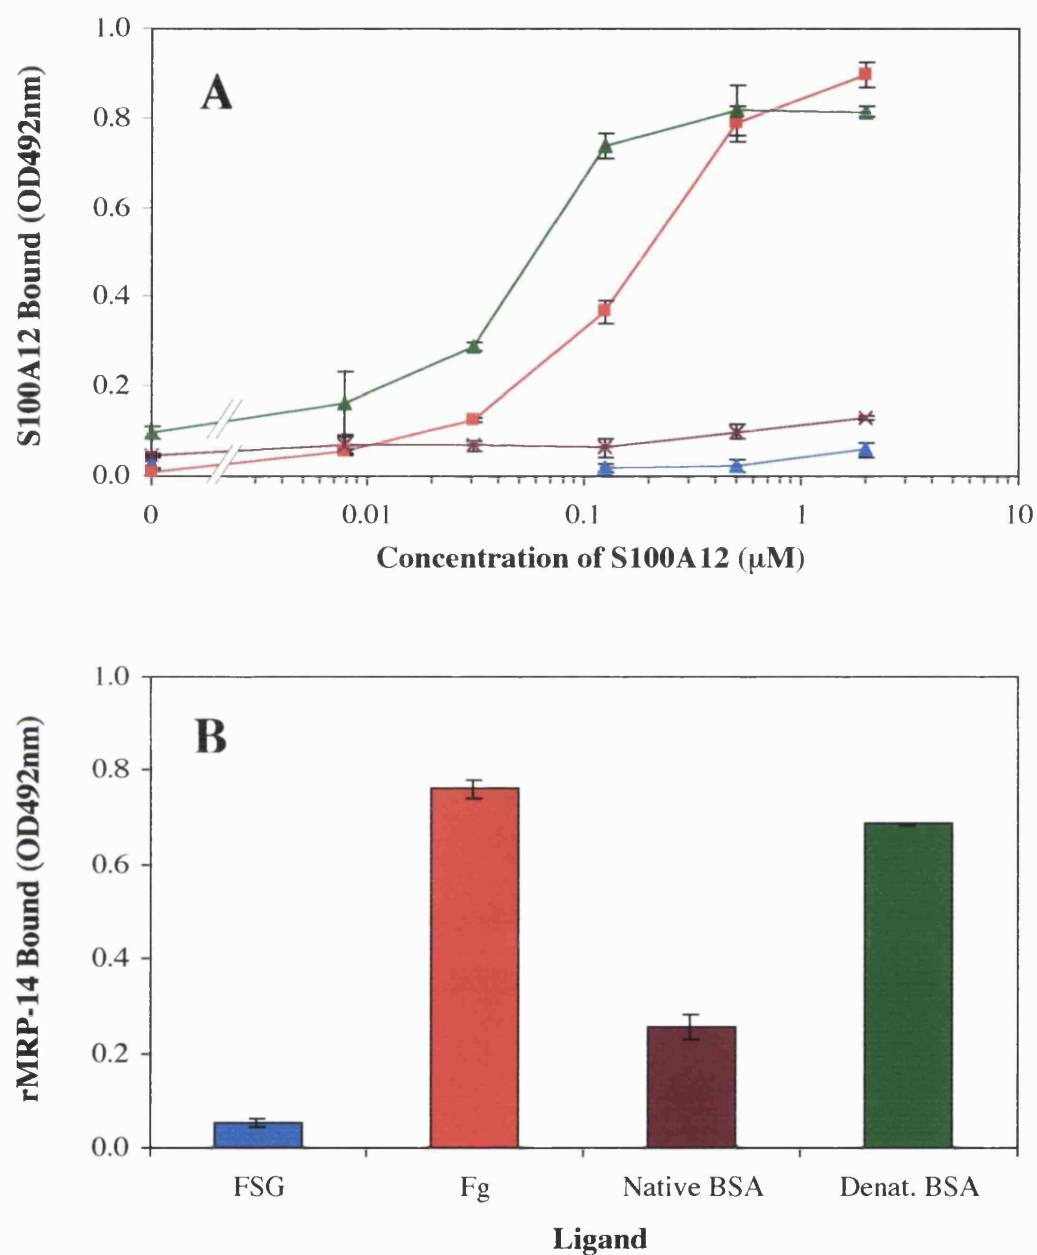 A
S100A12 Bound (OD492nm)
1.0
0.8
0.6
0.4
0.2
0.0
0 0.01 0.1 1 10
Concentration of S100A12 (μM)
B
rMRP-14 Bound (OD492nm)
1.0
0.8
0.6
0.4
0.2
0.0
FSG Fg Native BSA Denat. BSA
Ligand